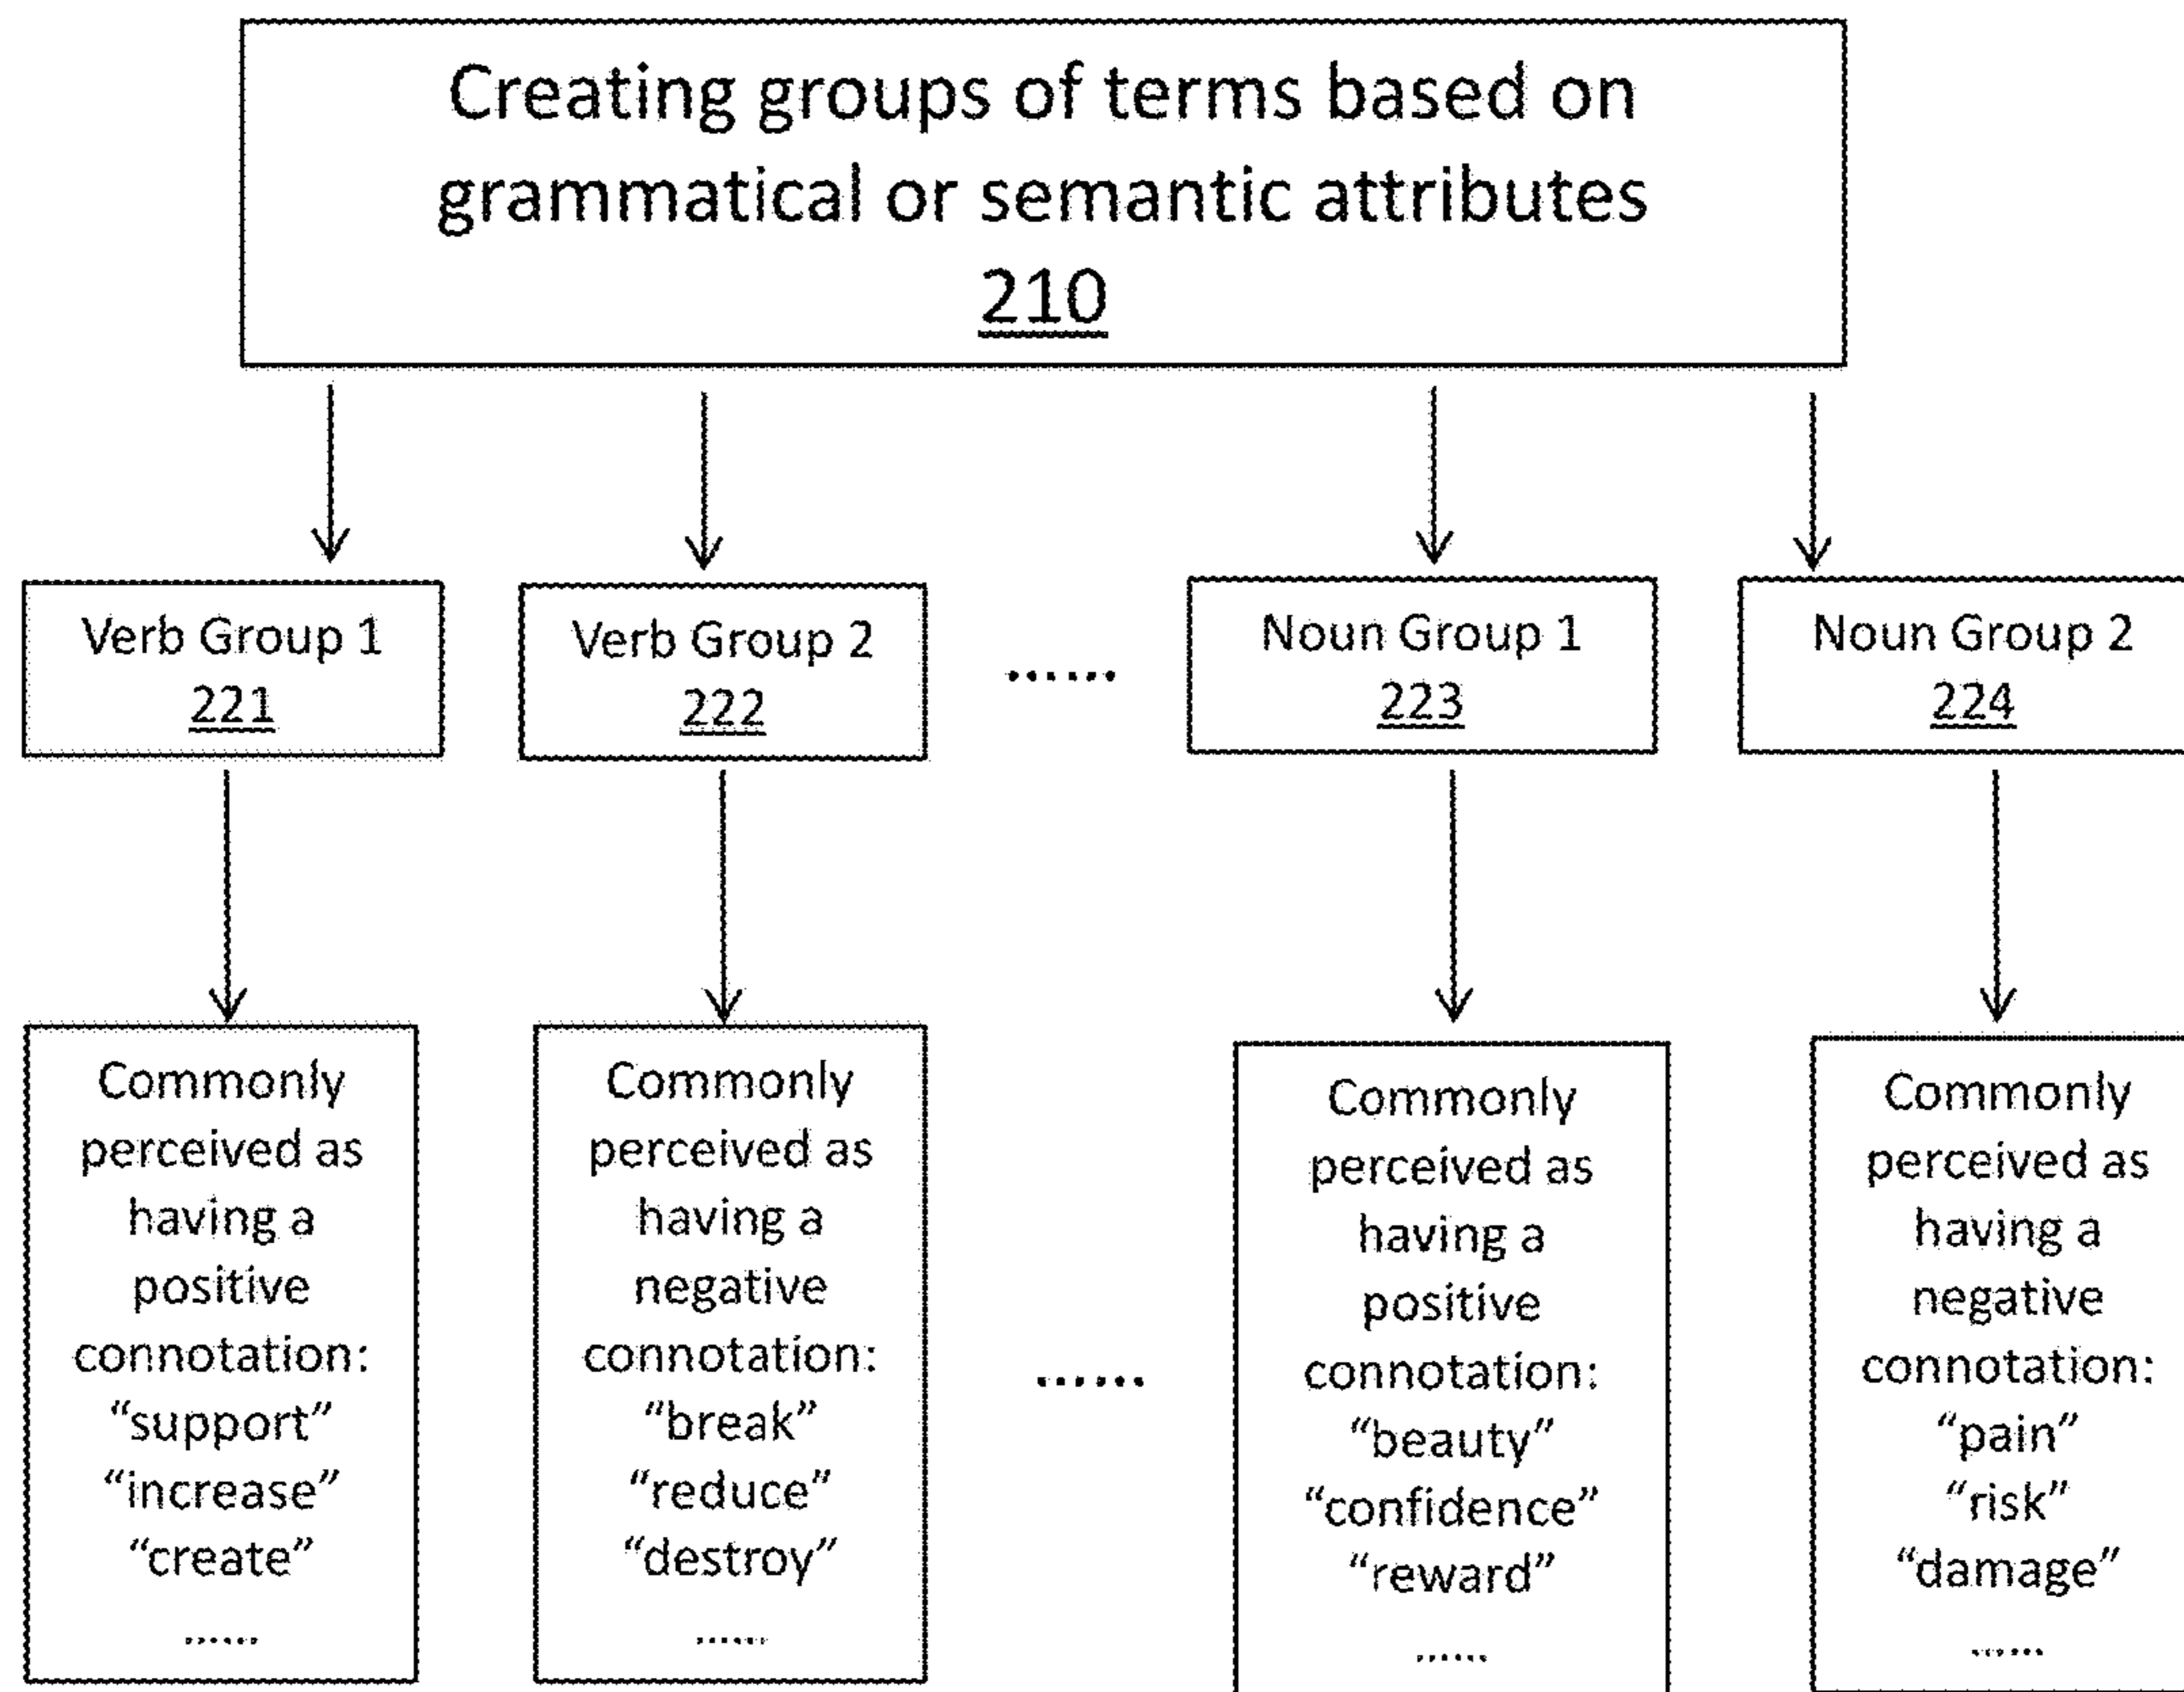 Creating groups of terms based on
grammatical or semantic attributes
210
Verb Group 1
221
Verb Group 2
222
......
Noun Group 1
223
Noun Group 2
224
Commonly
perceived as
having a
positive
connotation:
“support”
“increase”
“create”
......
Commonly
perceived as
having a
negative
connotation:
“break”
“reduce”
“destroy”
......
......
Commonly
perceived as
having a
positive
connotation:
“beauty”
“confidence”
“reward”
......
Commonly
perceived as
having a
negative
connotation:
“pain”
“risk”
“damage”
......